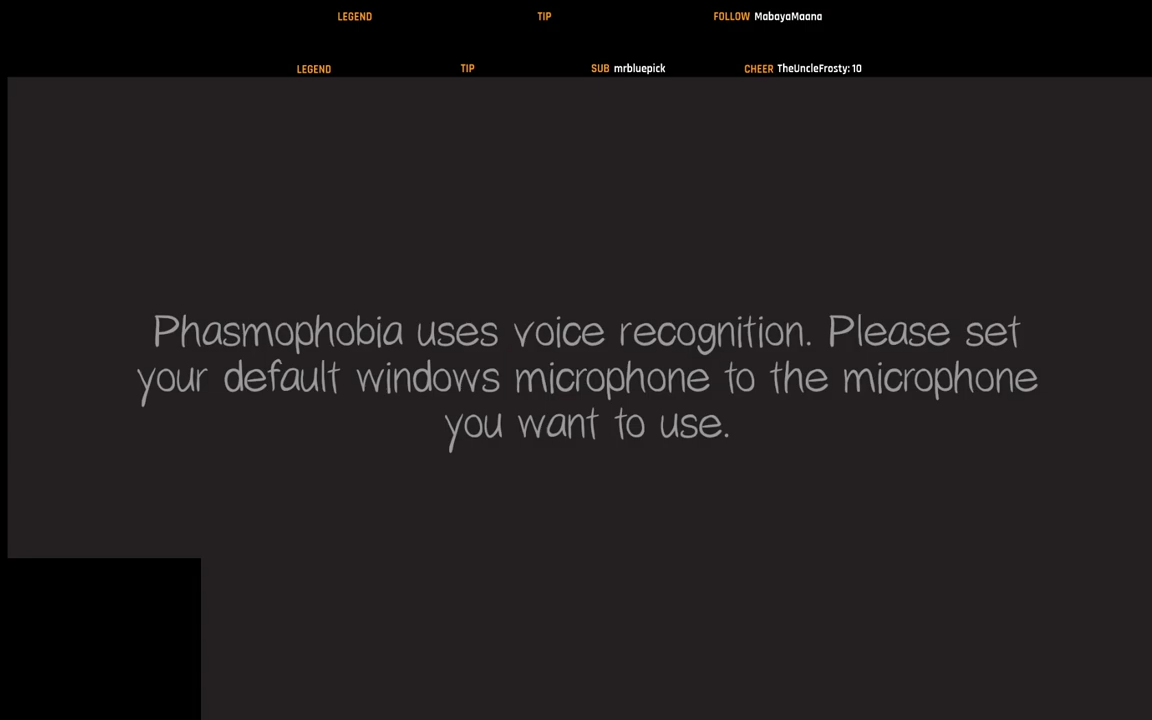 LEGEND TIP FOLLOW MabayaMaana
LEGEND TIP SUB mrbluepick CHEER TheUncleFrosty: 10
Phasmophobia uses voice recognition. Please set
your default windows microphone to the microphone
you want to use.